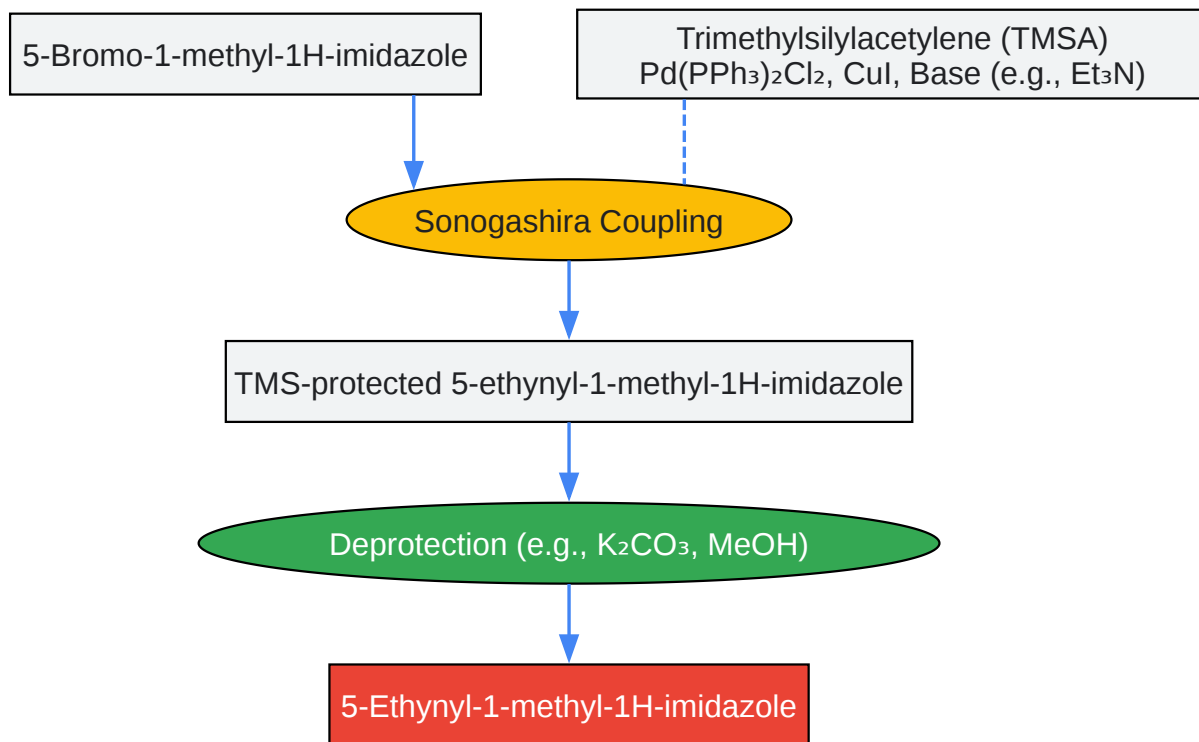 5-Bromo-1-methyl-1H-imidazole
Trimethylsilylacetylene (TMSA)
Pd(PPh₃)₂Cl₂, CuI, Base (e.g., Et₃N)
Sonogashira Coupling
TMS-protected 5-ethynyl-1-methyl-1H-imidazole
Deprotection (e.g., K₂CO₃, MeOH)
5-Ethynyl-1-methyl-1H-imidazole